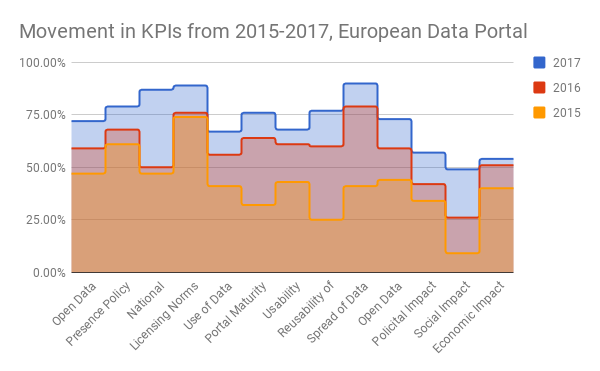 Movement in KPIs from 2015-2017, European Data Portal
100.00%
75.00%
50.00%
25.00%
0.00%
2017
2016
2015
Open Data
Presence Policy
National
Licensing Norms
Use of Data
Portal Maturity
Usability
Reusability of
Spread of Data
Open Data
Policital Impact
Social Impact
Economic Impact